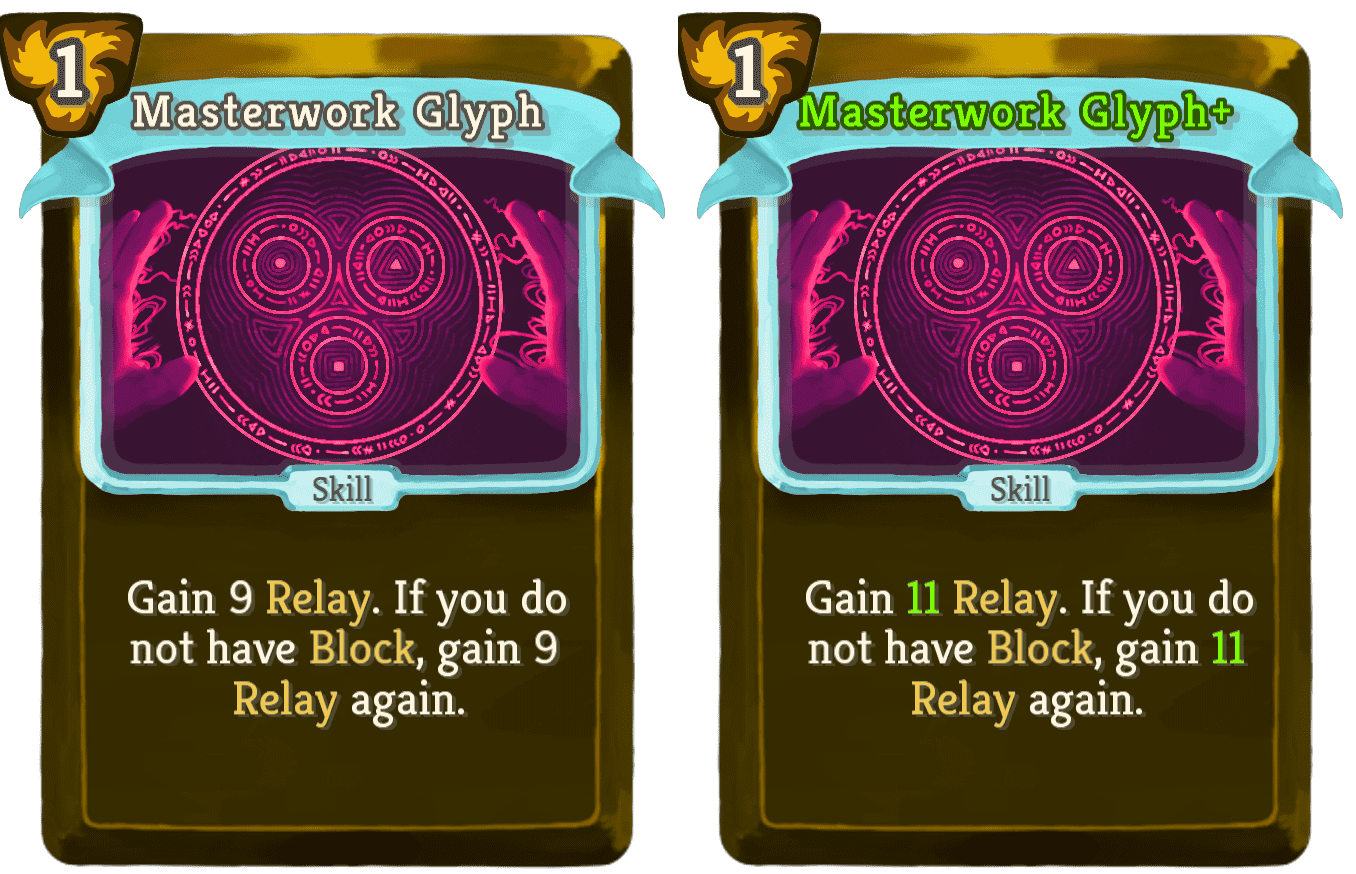 1
Masterwork Glyph
Skill
Gain 9 Relay. If you do
not have Block, gain 9
Relay again.
1
Masterwork Glyph+
Skill
Gain 11 Relay. If you do
not have Block, gain 11
Relay again.